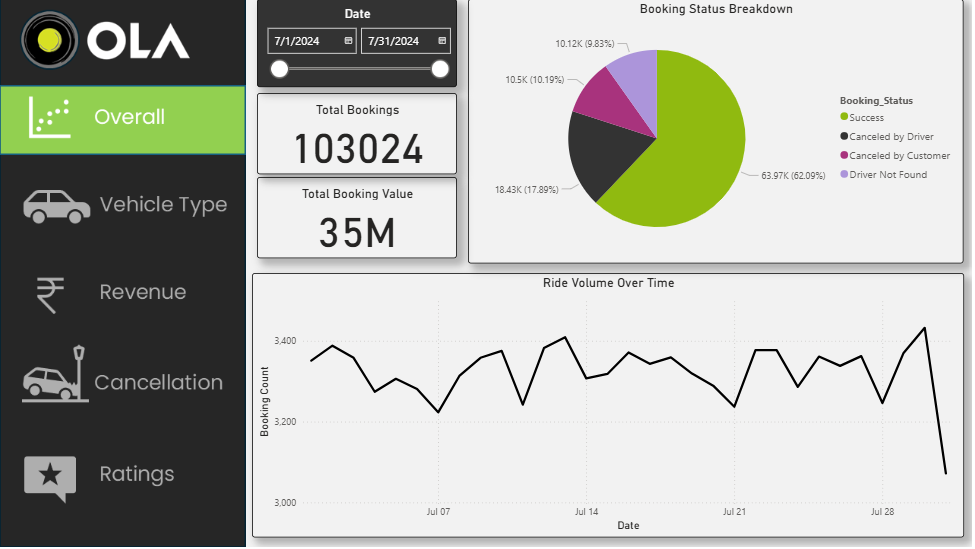 OLA
Overall
Vehicle Type
Revenue
Cancellation
Ratings
Date
7/1/2024
7/31/2024
Total Bookings
103024
Total Booking Value
35M
Booking Status Breakdown
10.12K (9.83%)
10.5K (10.19%)
18.43K (17.89%)
63.97K (62.09%)
Booking_Status
Success
Canceled by Driver
Canceled by Customer
Driver Not Found
Ride Volume Over Time
Booking Count
3,400
3,200
3,000
Jul 07
Jul 14
Jul 21
Jul 28
Date